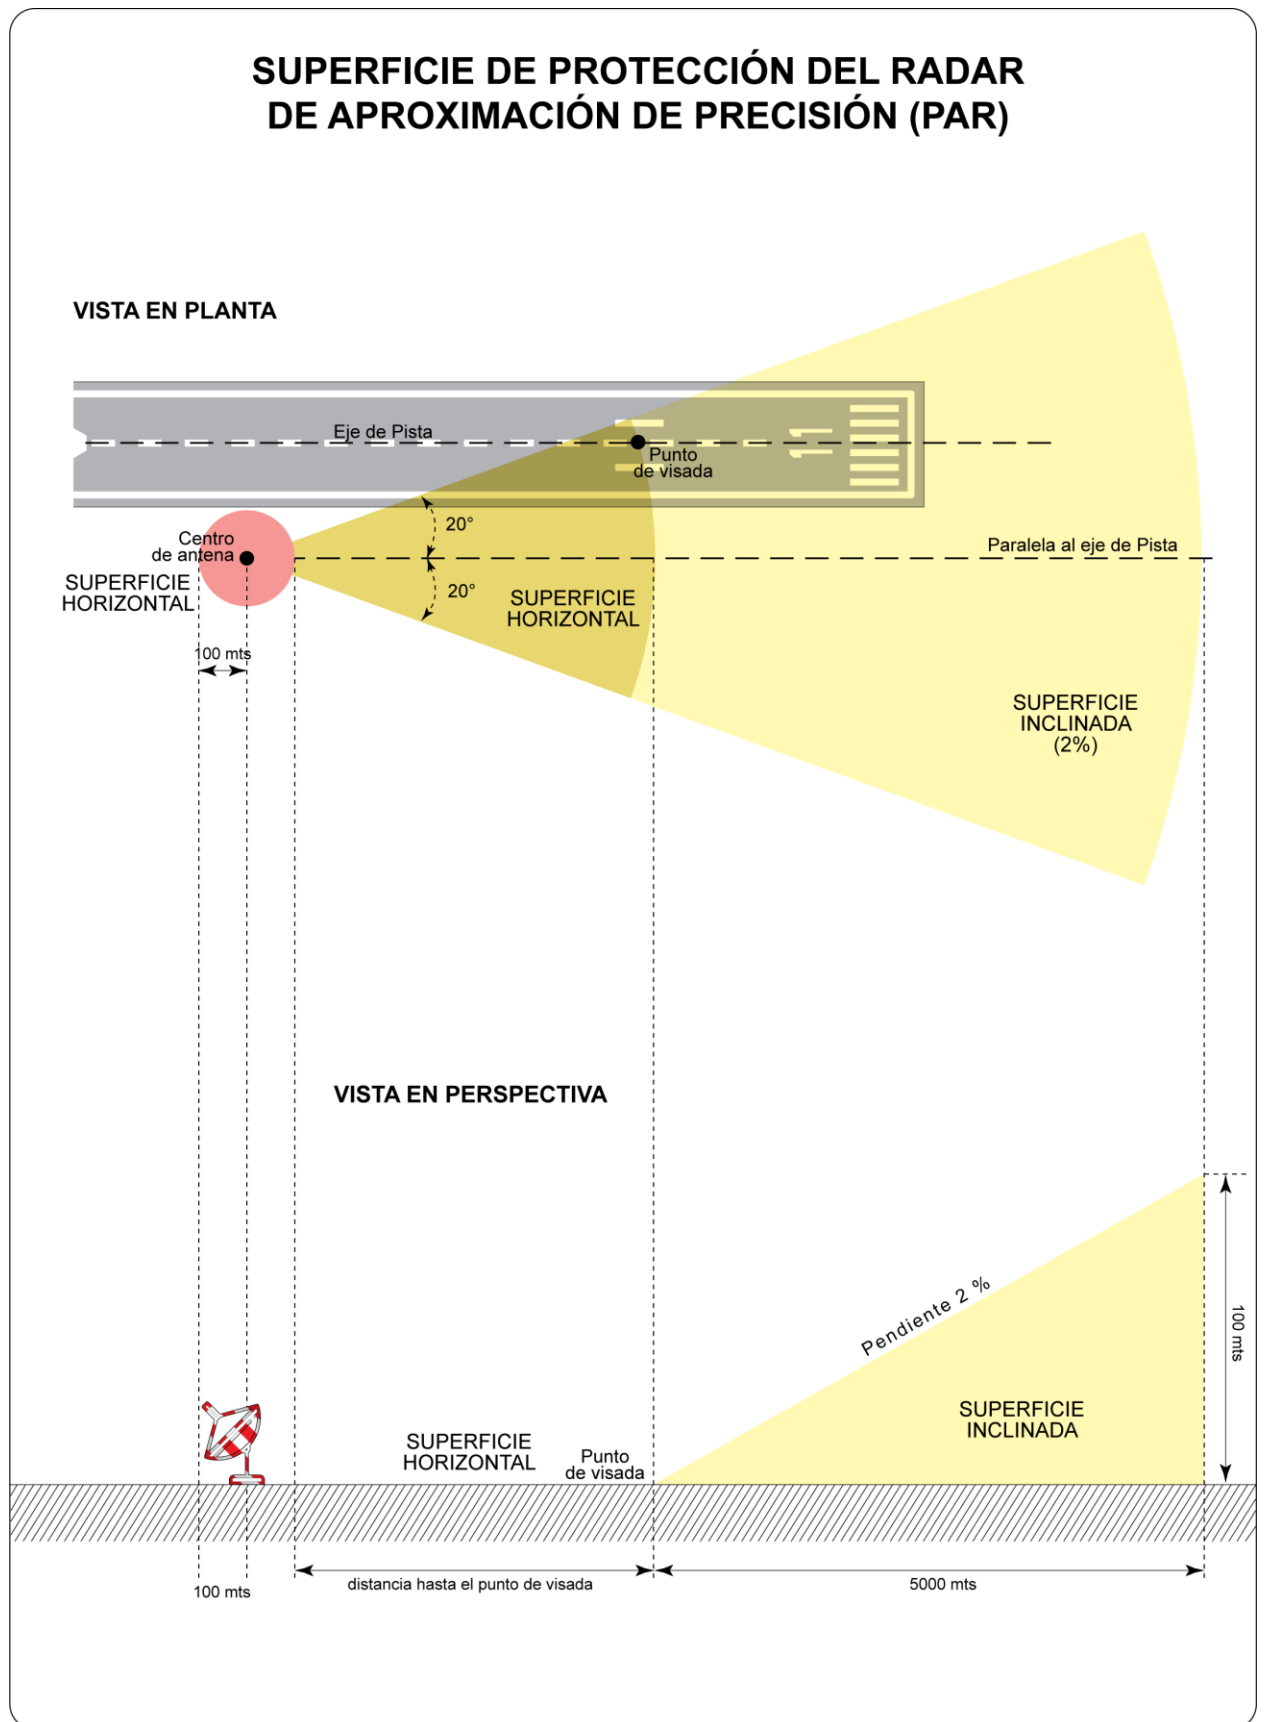 SUPERFICIE DE PROTECCIÓN DEL RADAR
DE APROXIMACIÓN DE PRECISIÓN (PAR)
VISTA EN PLANTA
Eje de Pista
11
Punto
de visada
20°
Centro
de antena
Paralela al eje de Pista
SUPERFICIE
HORIZONTAL
20°
SUPERFICIE
HORIZONTAL
100 mts
SUPERFICIE
INCLINADA
(2%)
VISTA EN PERSPECTIVA
Pendiente 2 %
100 mts
SUPERFICIE
INCLINADA
SUPERFICIE
HORIZONTAL
Punto
de visada
100 mts
distancia hasta el punto de visada
5000 mts